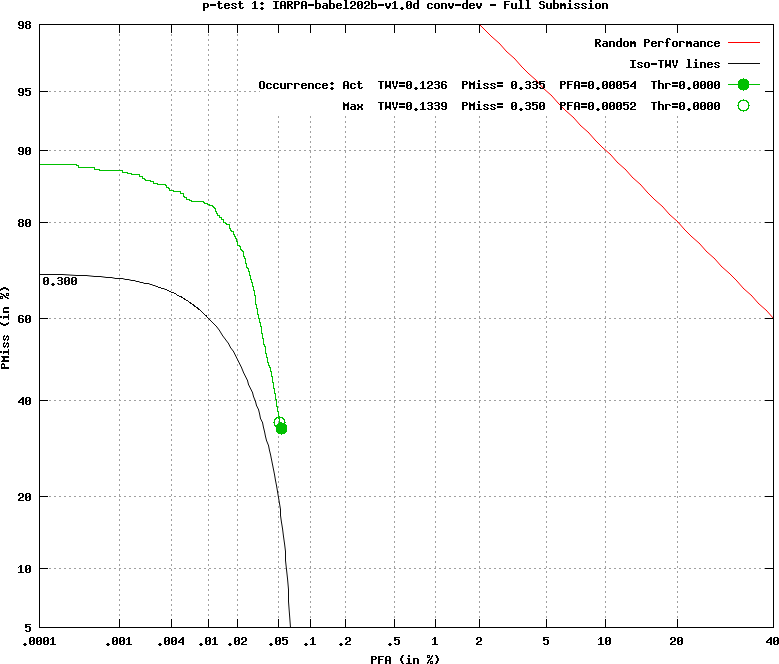 p-test 1: IARPA-babel202b-v1.0d conv-dev - Full Submission
Random Performance
Iso-TWV lines
Occurrence: Act TWV=0.1236 PMiss= 0.335 PFA=0.00054 Thr=0.0000
Max TWV=0.1339 PMiss= 0.350 PFA=0.00052 Thr=0.0000
98
95
90
80
60
40
20
10
5
0.300
PMiss (in %)
.0001 .001 .004 .01 .02 .05 .1 .2 .5 1 2 5 10 20 40
PFA (in %)